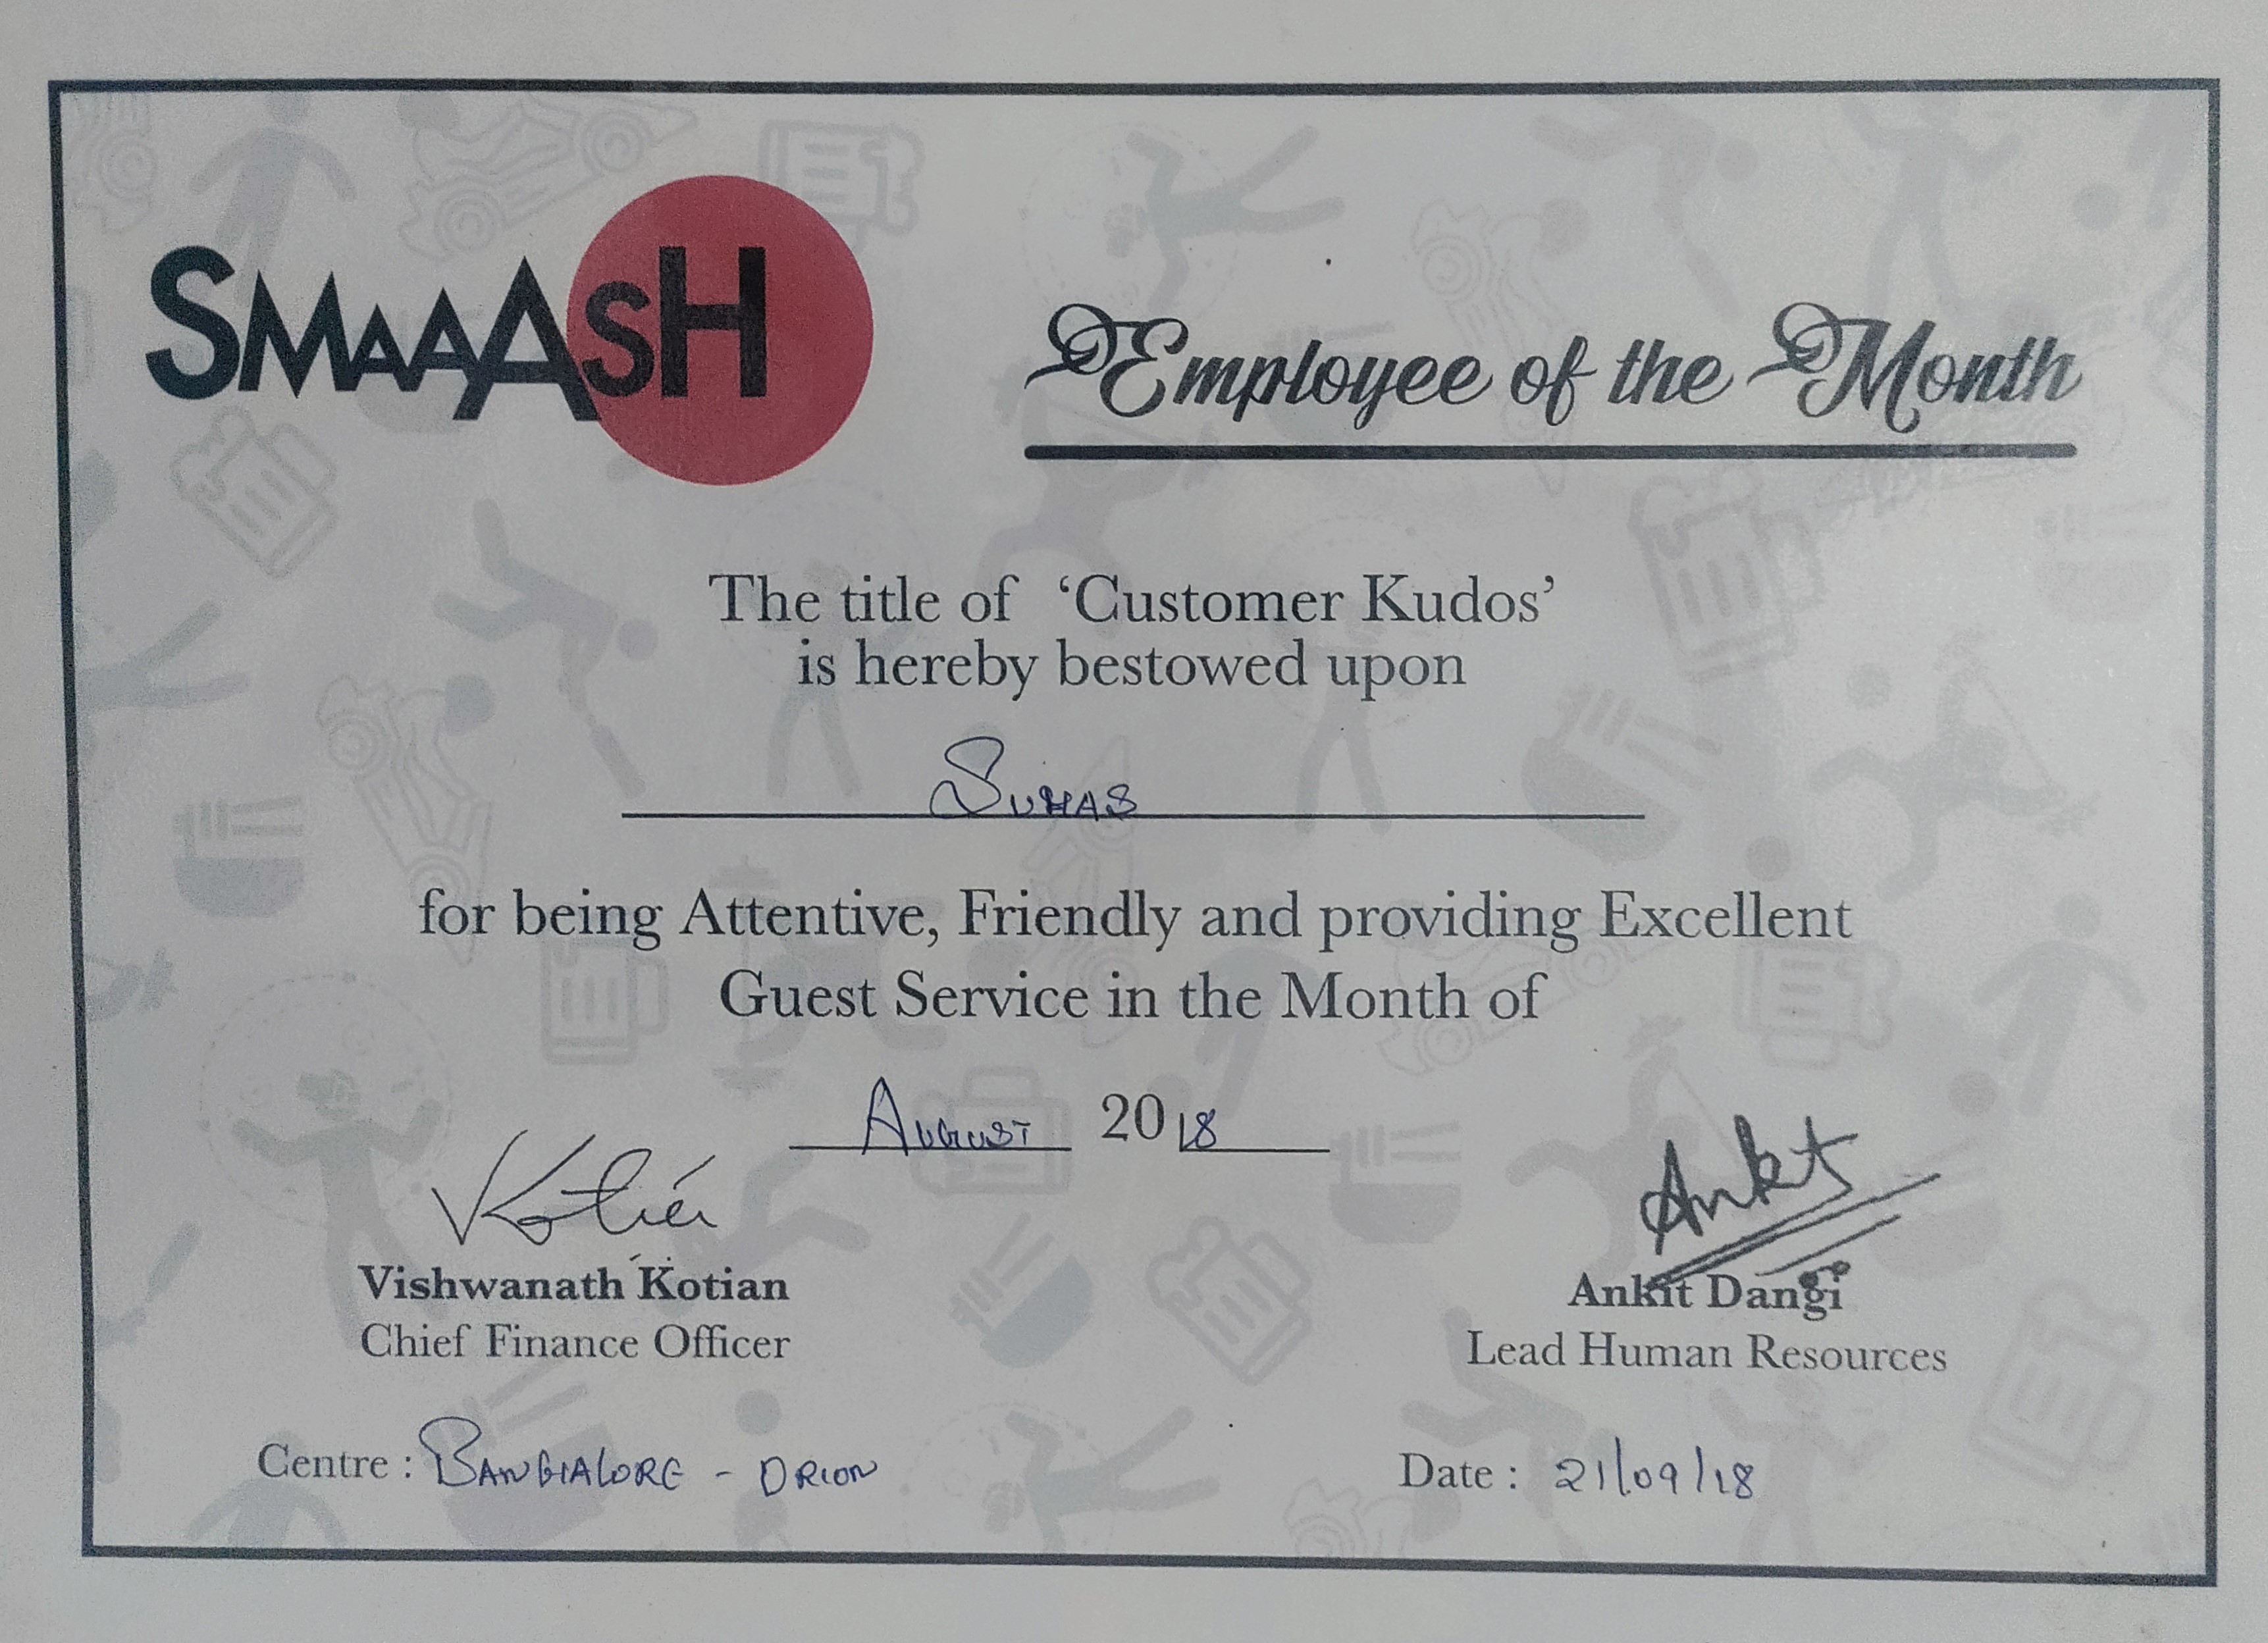 SMAAASH
Employee of the Month
The title of ‘Customer Kudos’
is hereby bestowed upon
SUHAS
for being Attentive, Friendly and providing Excellent
Guest Service in the Month of
AUGUST 2018
Kotian
Ankit
Vishwanath Kotian
Ankit Dangi
Chief Finance Officer
Lead Human Resources
Centre : BANGALORE - ORION
Date : 21/09/18